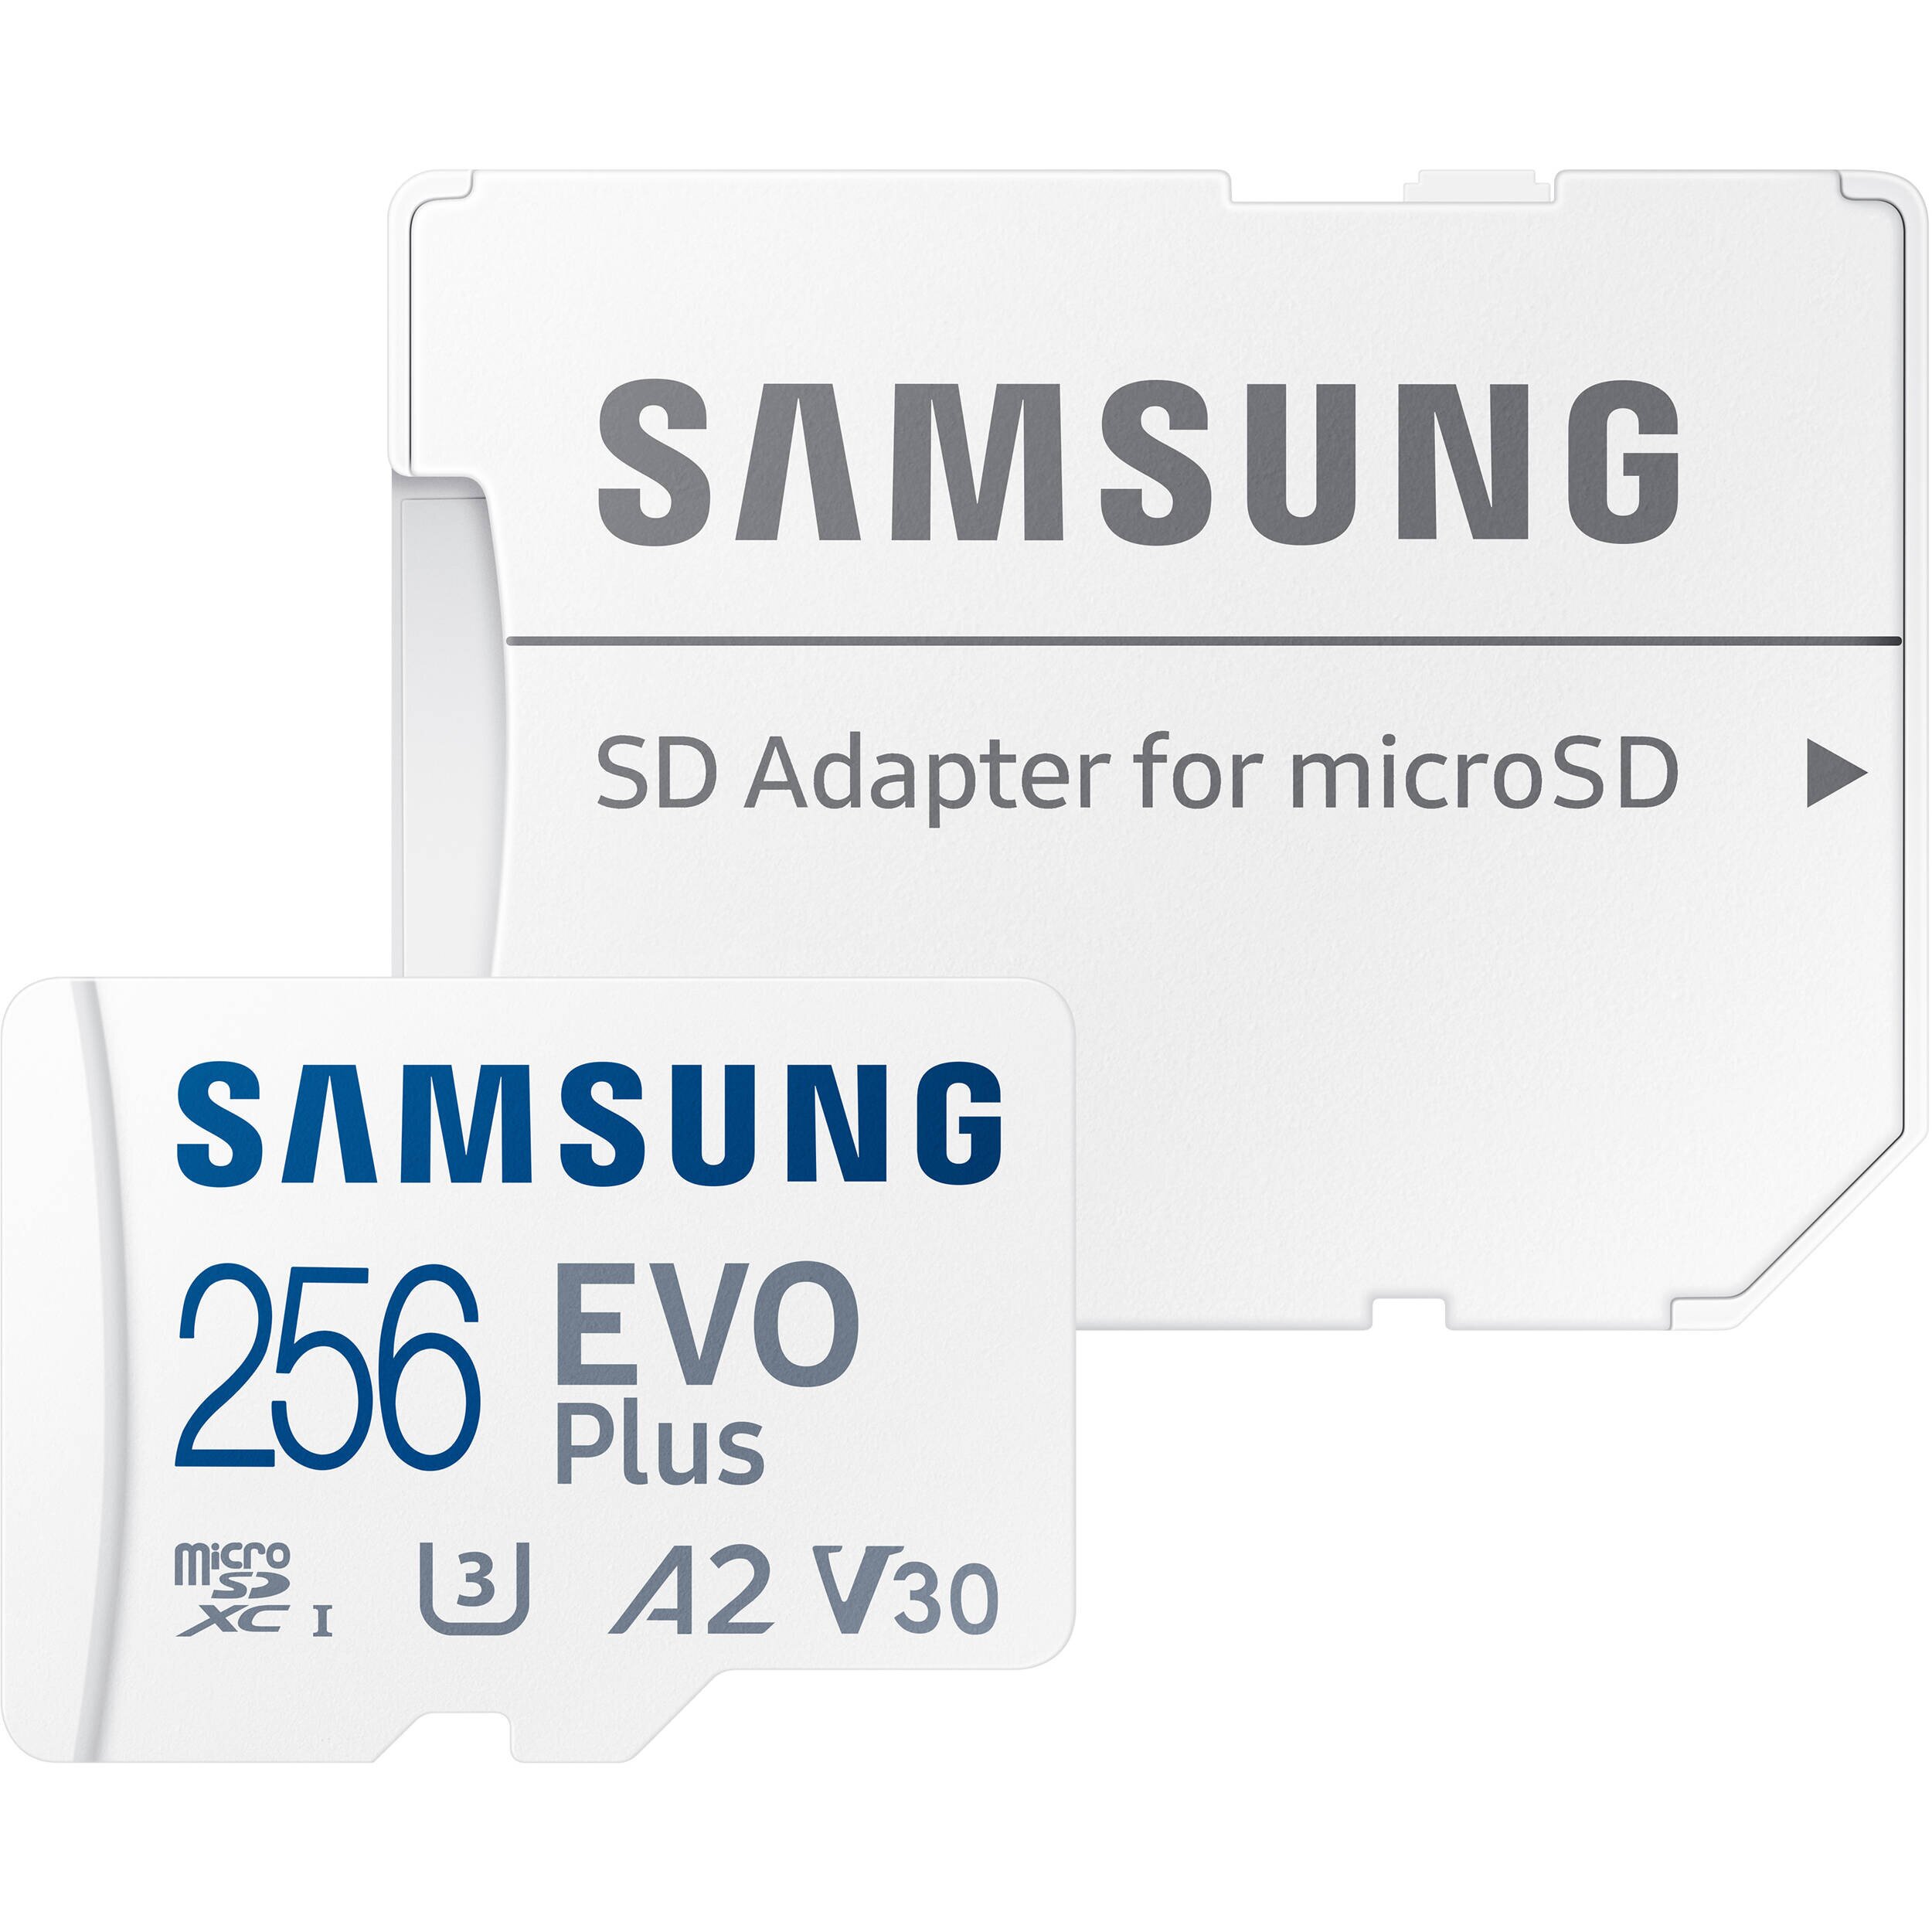 SAMSUNG
SD Adapter for microSD
SAMSUNG
256 EVO
Plus
micro
SD
XC I 3 A2 V30